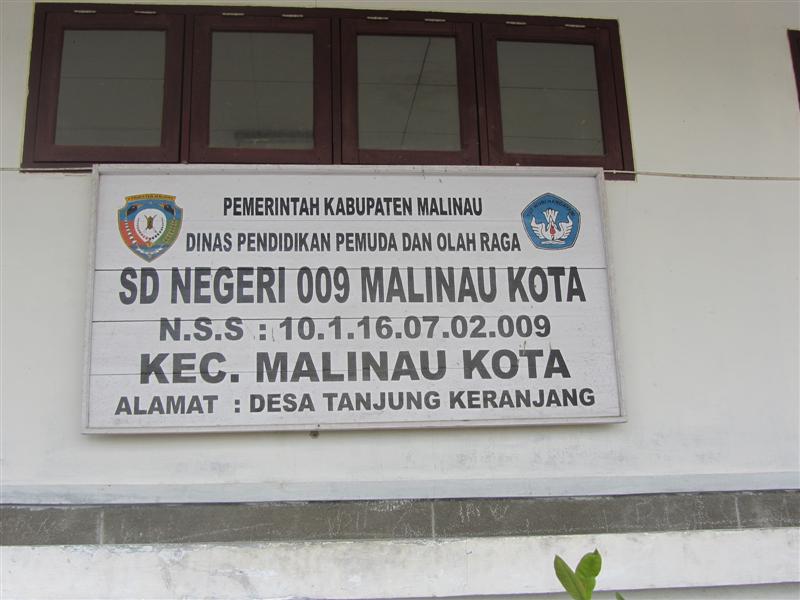 PEMERINTAH KABUPATEN MALINAU
DINAS PENDIDIKAN PEMUDA DAN OLAH RAGA
SD NEGERI 009 MALINAU KOTA
N.S.S : 10.1.16.07.02.009
KEC. MALINAU KOTA
ALAMAT : DESA TANJUNG KERANJANG